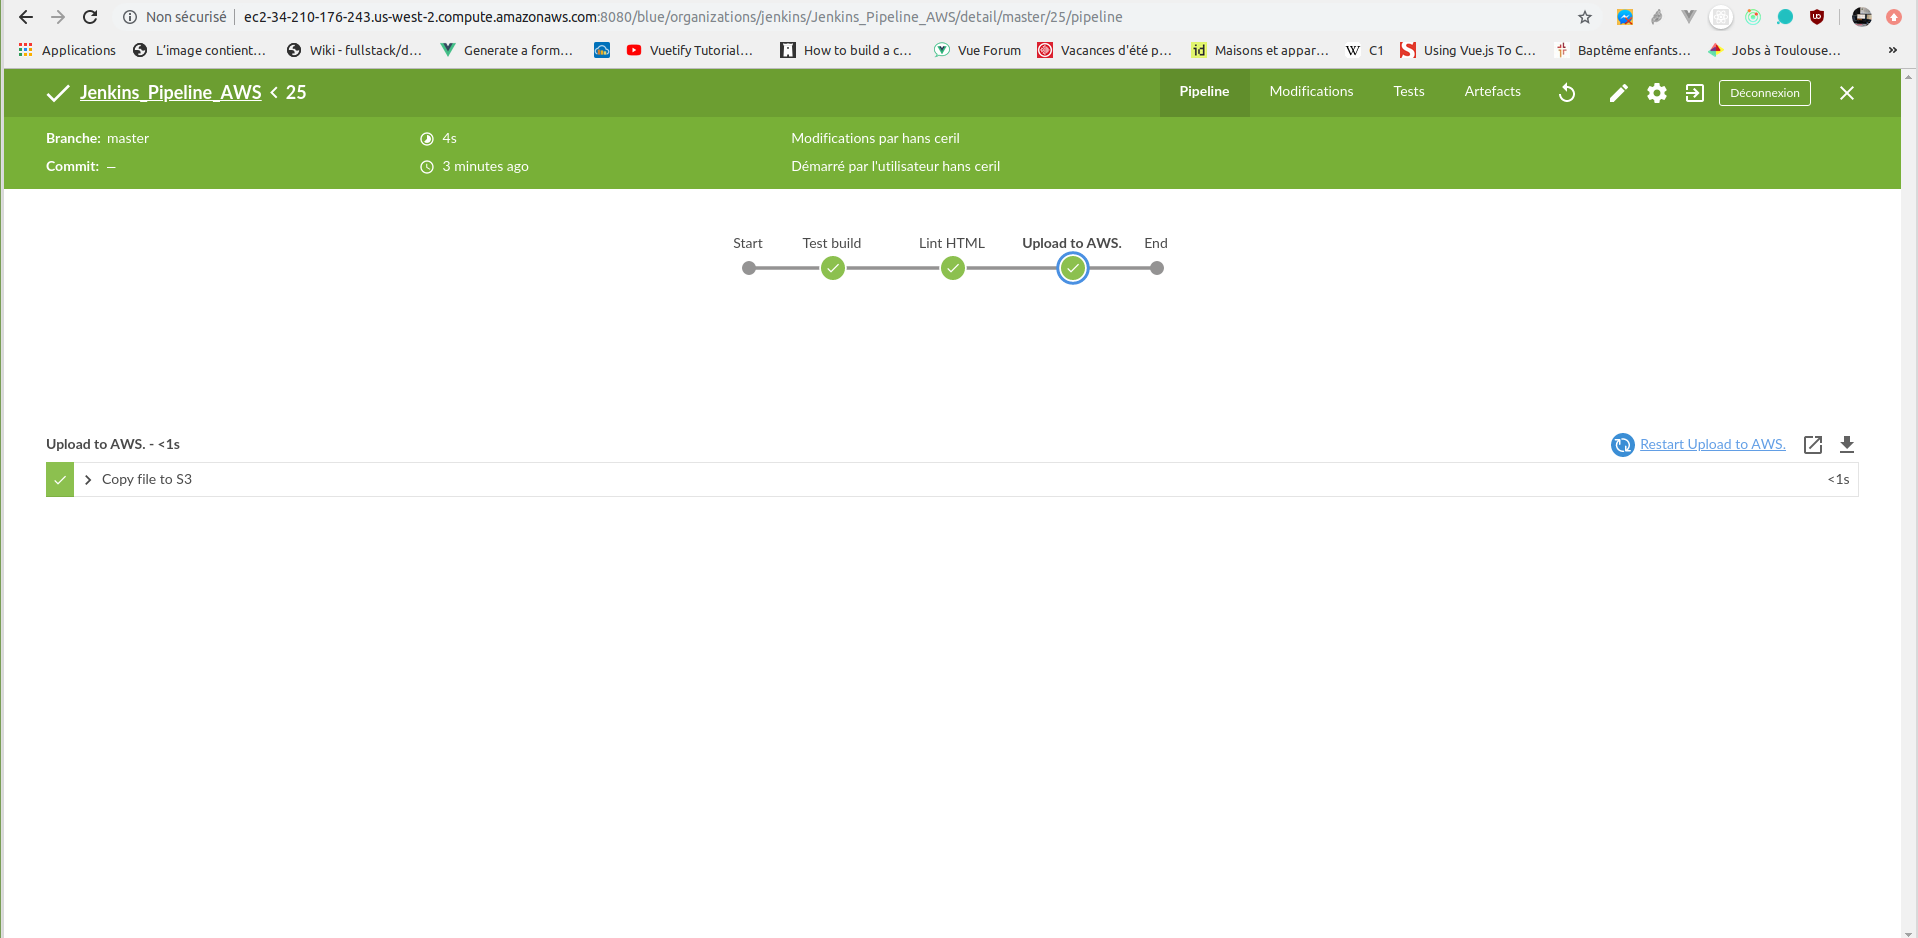 Non sécurisé ec2-34-210-176-243.us-west-2.compute.amazonaws.com:8080/blue/organizations/jenkins/Jenkins_Pipeline_AWS/detail/master/25/pipeline
Applications L'image contient... Wiki - fullstack/d... Generate a form... Vuetify Tutorial... How to build a c... Vue Forum Vacances d'été p... id Maisons et appar... W C1 Using Vue.js To C... Baptême enfants... Jobs à Toulouse... »
Jenkins_Pipeline_AWS < 25 Pipeline Modifications Tests Artefacts Déconnexion
Branche: master 4s Modifications par hans ceril
Commit: – 3 minutes ago Démarré par l'utilisateur hans ceril
Start Test build Lint HTML Upload to AWS. End
Upload to AWS. - <1s Restart Upload to AWS.
Copy file to S3 <1s